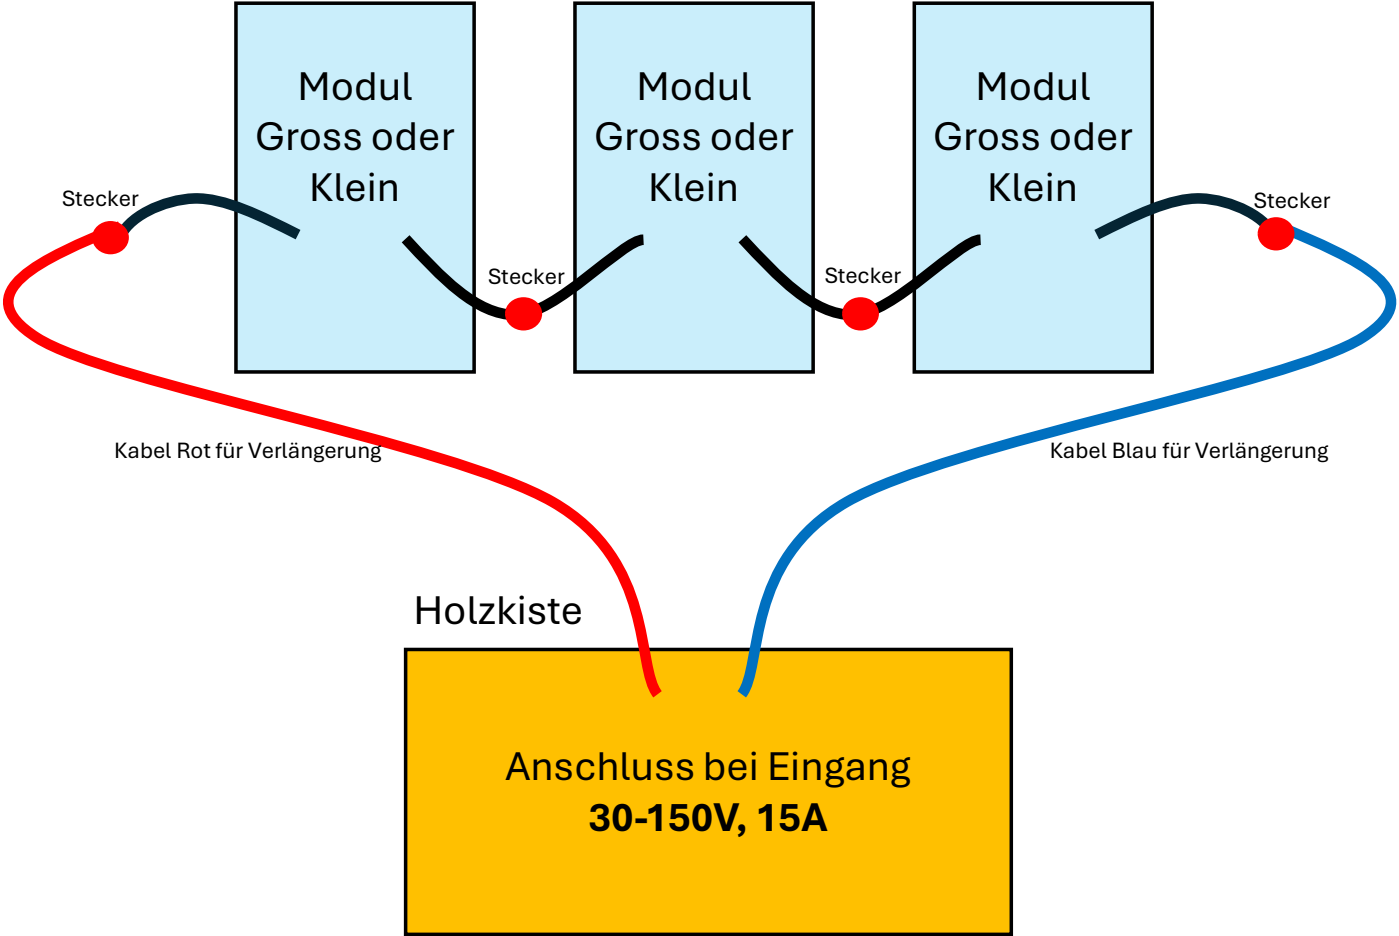 Modul
Gross oder
Klein
Modul
Gross oder
Klein
Modul
Gross oder
Klein
Stecker
Stecker
Stecker
Stecker
Kabel Rot für Verlängerung
Kabel Blau für Verlängerung
Holzkiste
Anschluss bei Eingang
30-150V, 15A